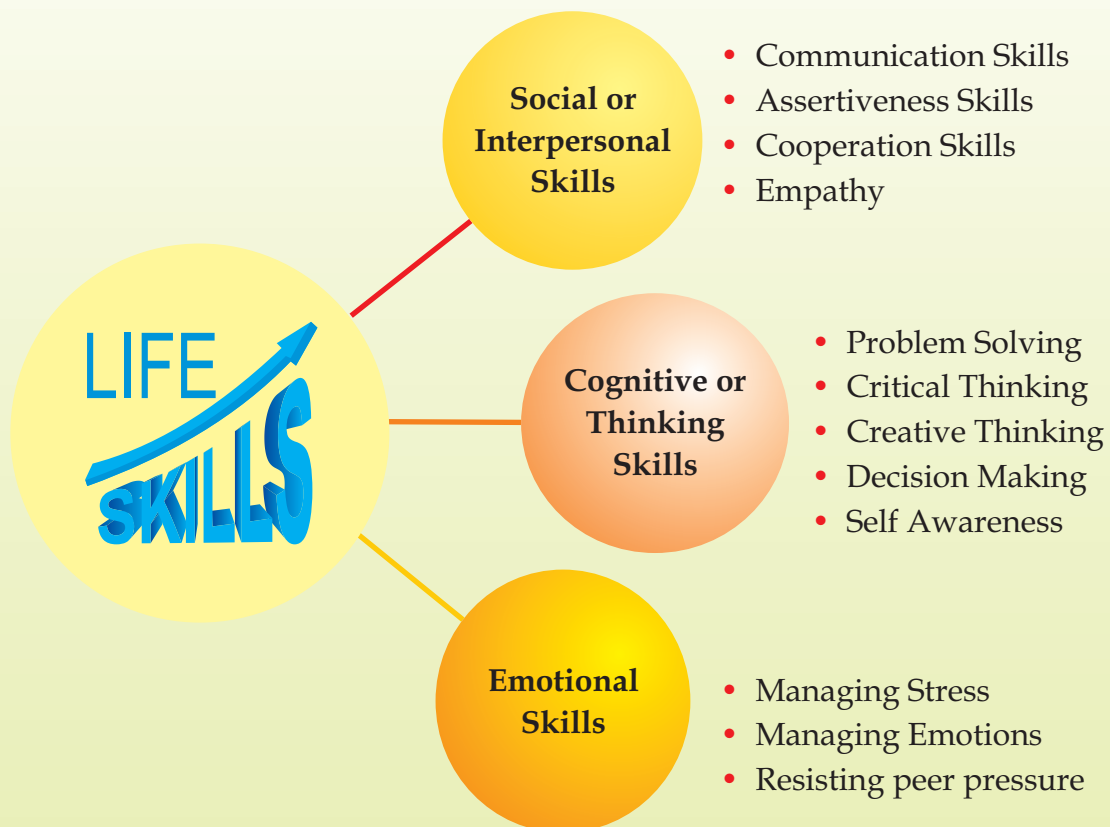 LIFE
SKILLS
Social or
Interpersonal
Skills
• Communication Skills
• Assertiveness Skills
• Cooperation Skills
• Empathy
Cognitive or
Thinking
Skills
• Problem Solving
• Critical Thinking
• Creative Thinking
• Decision Making
• Self Awareness
Emotional
Skills
• Managing Stress
• Managing Emotions
• Resisting peer pressure